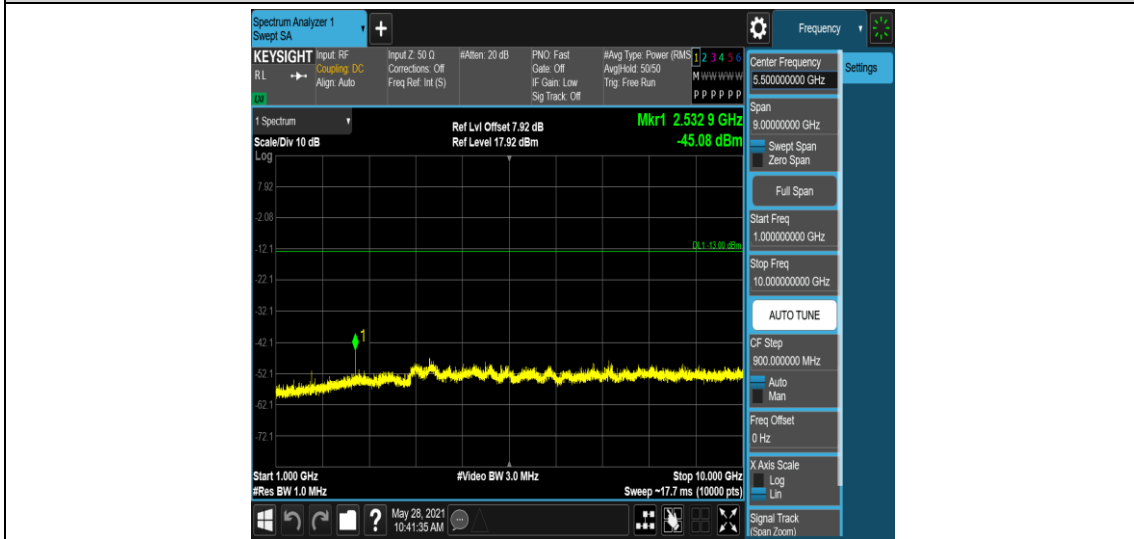 Spectrum Analyzer 1
Swept SA
Frequency
KEYSIGHT
RL
Input: RF
Coupling: DC
Align: Auto
Input Z: 50 Ω
Corrections: Off
Freq Ref: Int (S)
#Atten: 20 dB
PNO: Fast
Gate: Off
IF Gain: Low
Sig Track: Off
#Avg Type: Power (RMS
Avg|Hold: 50/50
Trig: Free Run
1 2 3 4 5 6
M W W W W W
P P P P P P
1 Spectrum
Scale/Div 10 dB
Log
Ref Lvl Offset 7.92 dB
Ref Level 17.92 dBm
Mkr1 2.532 9 GHz
-45.08 dBm
7.92
-2.08
-12.1
DL1 -13.00 dBm
-22.1
-32.1
-42.1
1
-52.1
-62.1
-72.1
Start 1.000 GHz
#Res BW 1.0 MHz
#Video BW 3.0 MHz
Stop 10.000 GHz
Sweep ~17.7 ms (10000 pts)
May 28, 2021
10:41:35 AM
Center Frequency
5.500000000 GHz
Settings
Span
9.00000000 GHz
Swept Span
Zero Span
Full Span
Start Freq
1.000000000 GHz
Stop Freq
10.000000000 GHz
AUTO TUNE
CF Step
900.000000 MHz
Auto
Man
Freq Offset
0 Hz
X Axis Scale
Log
Lin
Signal Track
(Span Zoom)